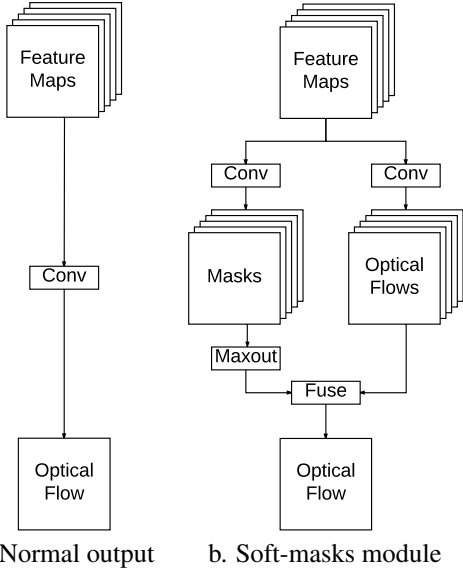 Feature
Maps
Conv
Optical
Flow
Normal output
Feature
Maps
Conv
Conv
Masks
Optical
Flows
Maxout
Fuse
Optical
Flow
b. Soft-masks module